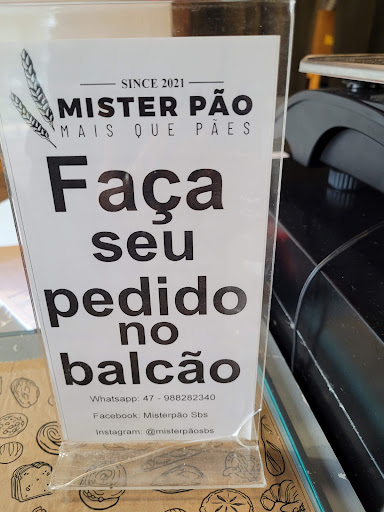 SINCE 2021
MISTER PÃO
MAIS QUE PÃES
Faça
seu
pedido
no
balcão
Whatsapp: 47 - 988282340
Facebook: Misterpão Sbs
Instagram: @misterpãosbs